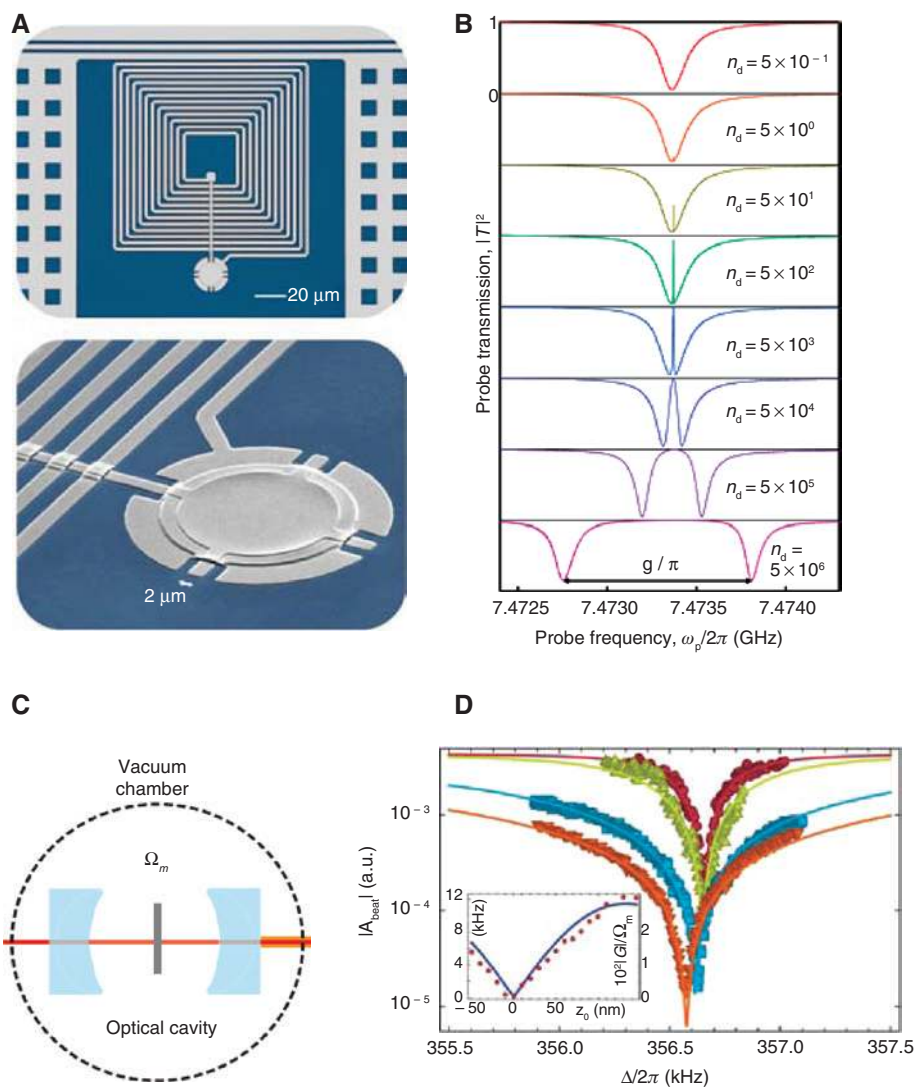 A
20 μm
2 μm
B
Probe transmission, |T|²
1
0
n_d = 5×10⁻¹
n_d = 5×10⁰
n_d = 5×10¹
n_d = 5×10²
n_d = 5×10³
n_d = 5×10⁴
n_d = 5×10⁵
n_d =
5×10⁶
g / π
7.4725 7.4730 7.4735 7.4740
Probe frequency, ω_p/2π (GHz)
C
Vacuum
chamber
Ω_m
Optical cavity
D
|A_beat| (a.u.)
10⁻³
10⁻⁴
10⁻⁵
12
8
4
0
(kHz)
10²|G|/Ω_m
2
1
0
−50 0 50 z₀ (nm)
355.5 356.0 356.5 357.0 357.5
Δ/2π (kHz)